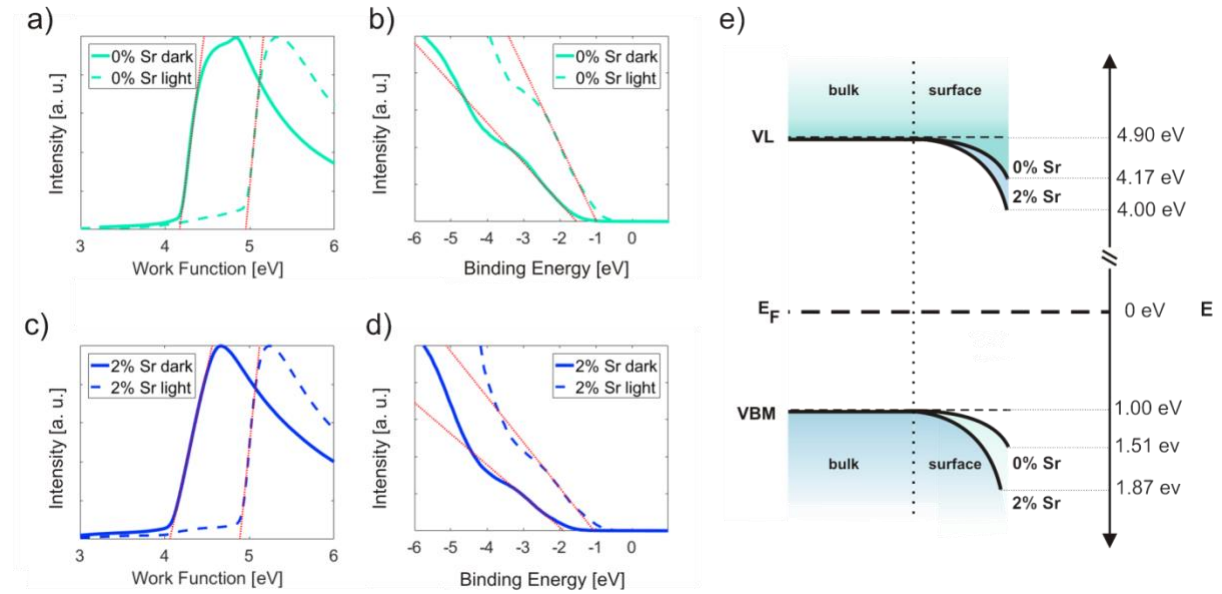 a)
0% Sr dark
0% Sr light
Intensity [a. u.]
3 4 5 6
Work Function [eV]
b)
0% Sr dark
0% Sr light
Intensity [a. u.]
-6 -5 -4 -3 -2 -1 0
Binding Energy [eV]
c)
2% Sr dark
2% Sr light
Intensity [a. u.]
3 4 5 6
Work Function [eV]
d)
2% Sr dark
2% Sr light
Intensity [a. u.]
-6 -5 -4 -3 -2 -1 0
Binding Energy [eV]
e)
bulk surface
VL
4.90 eV
0% Sr
4.17 eV
2% Sr
4.00 eV
EF
0 eV
E
VBM
1.00 eV
1.51 ev
bulk surface
0% Sr
1.87 ev
2% Sr